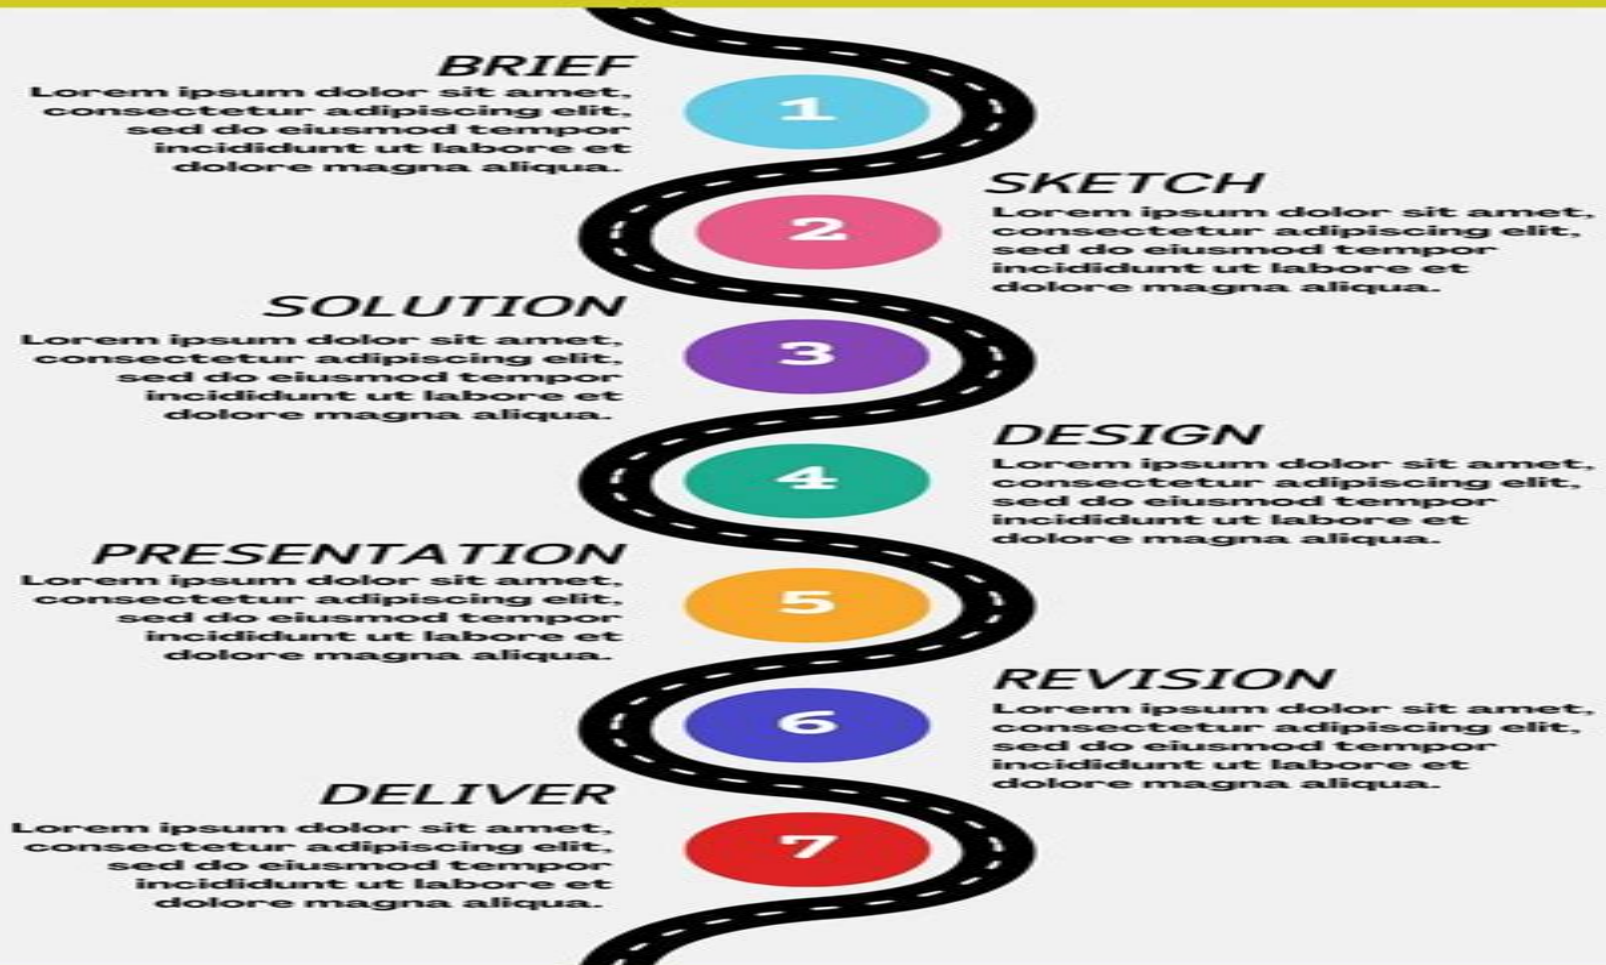 BRIEF
Lorem ipsum dolor sit amet,
consectetur adipiscing elit,
sed do eiusmod tempor
incididunt ut labore et
dolore magna aliqua.
1
SKETCH
Lorem ipsum dolor sit amet,
consectetur adipiscing elit,
sed do eiusmod tempor
incididunt ut labore et
dolore magna aliqua.
2
SOLUTION
Lorem ipsum dolor sit amet,
consectetur adipiscing elit,
sed do eiusmod tempor
incididunt ut labore et
dolore magna aliqua.
3
DESIGN
Lorem ipsum dolor sit amet,
consectetur adipiscing elit,
sed do eiusmod tempor
incididunt ut labore et
dolore magna aliqua.
4
PRESENTATION
Lorem ipsum dolor sit amet,
consectetur adipiscing elit,
sed do eiusmod tempor
incididunt ut labore et
dolore magna aliqua.
5
REVISION
Lorem ipsum dolor sit amet,
consectetur adipiscing elit,
sed do eiusmod tempor
incididunt ut labore et
dolore magna aliqua.
6
DELIVER
Lorem ipsum dolor sit amet,
consectetur adipiscing elit,
sed do eiusmod tempor
incididunt ut labore et
dolore magna aliqua.
7